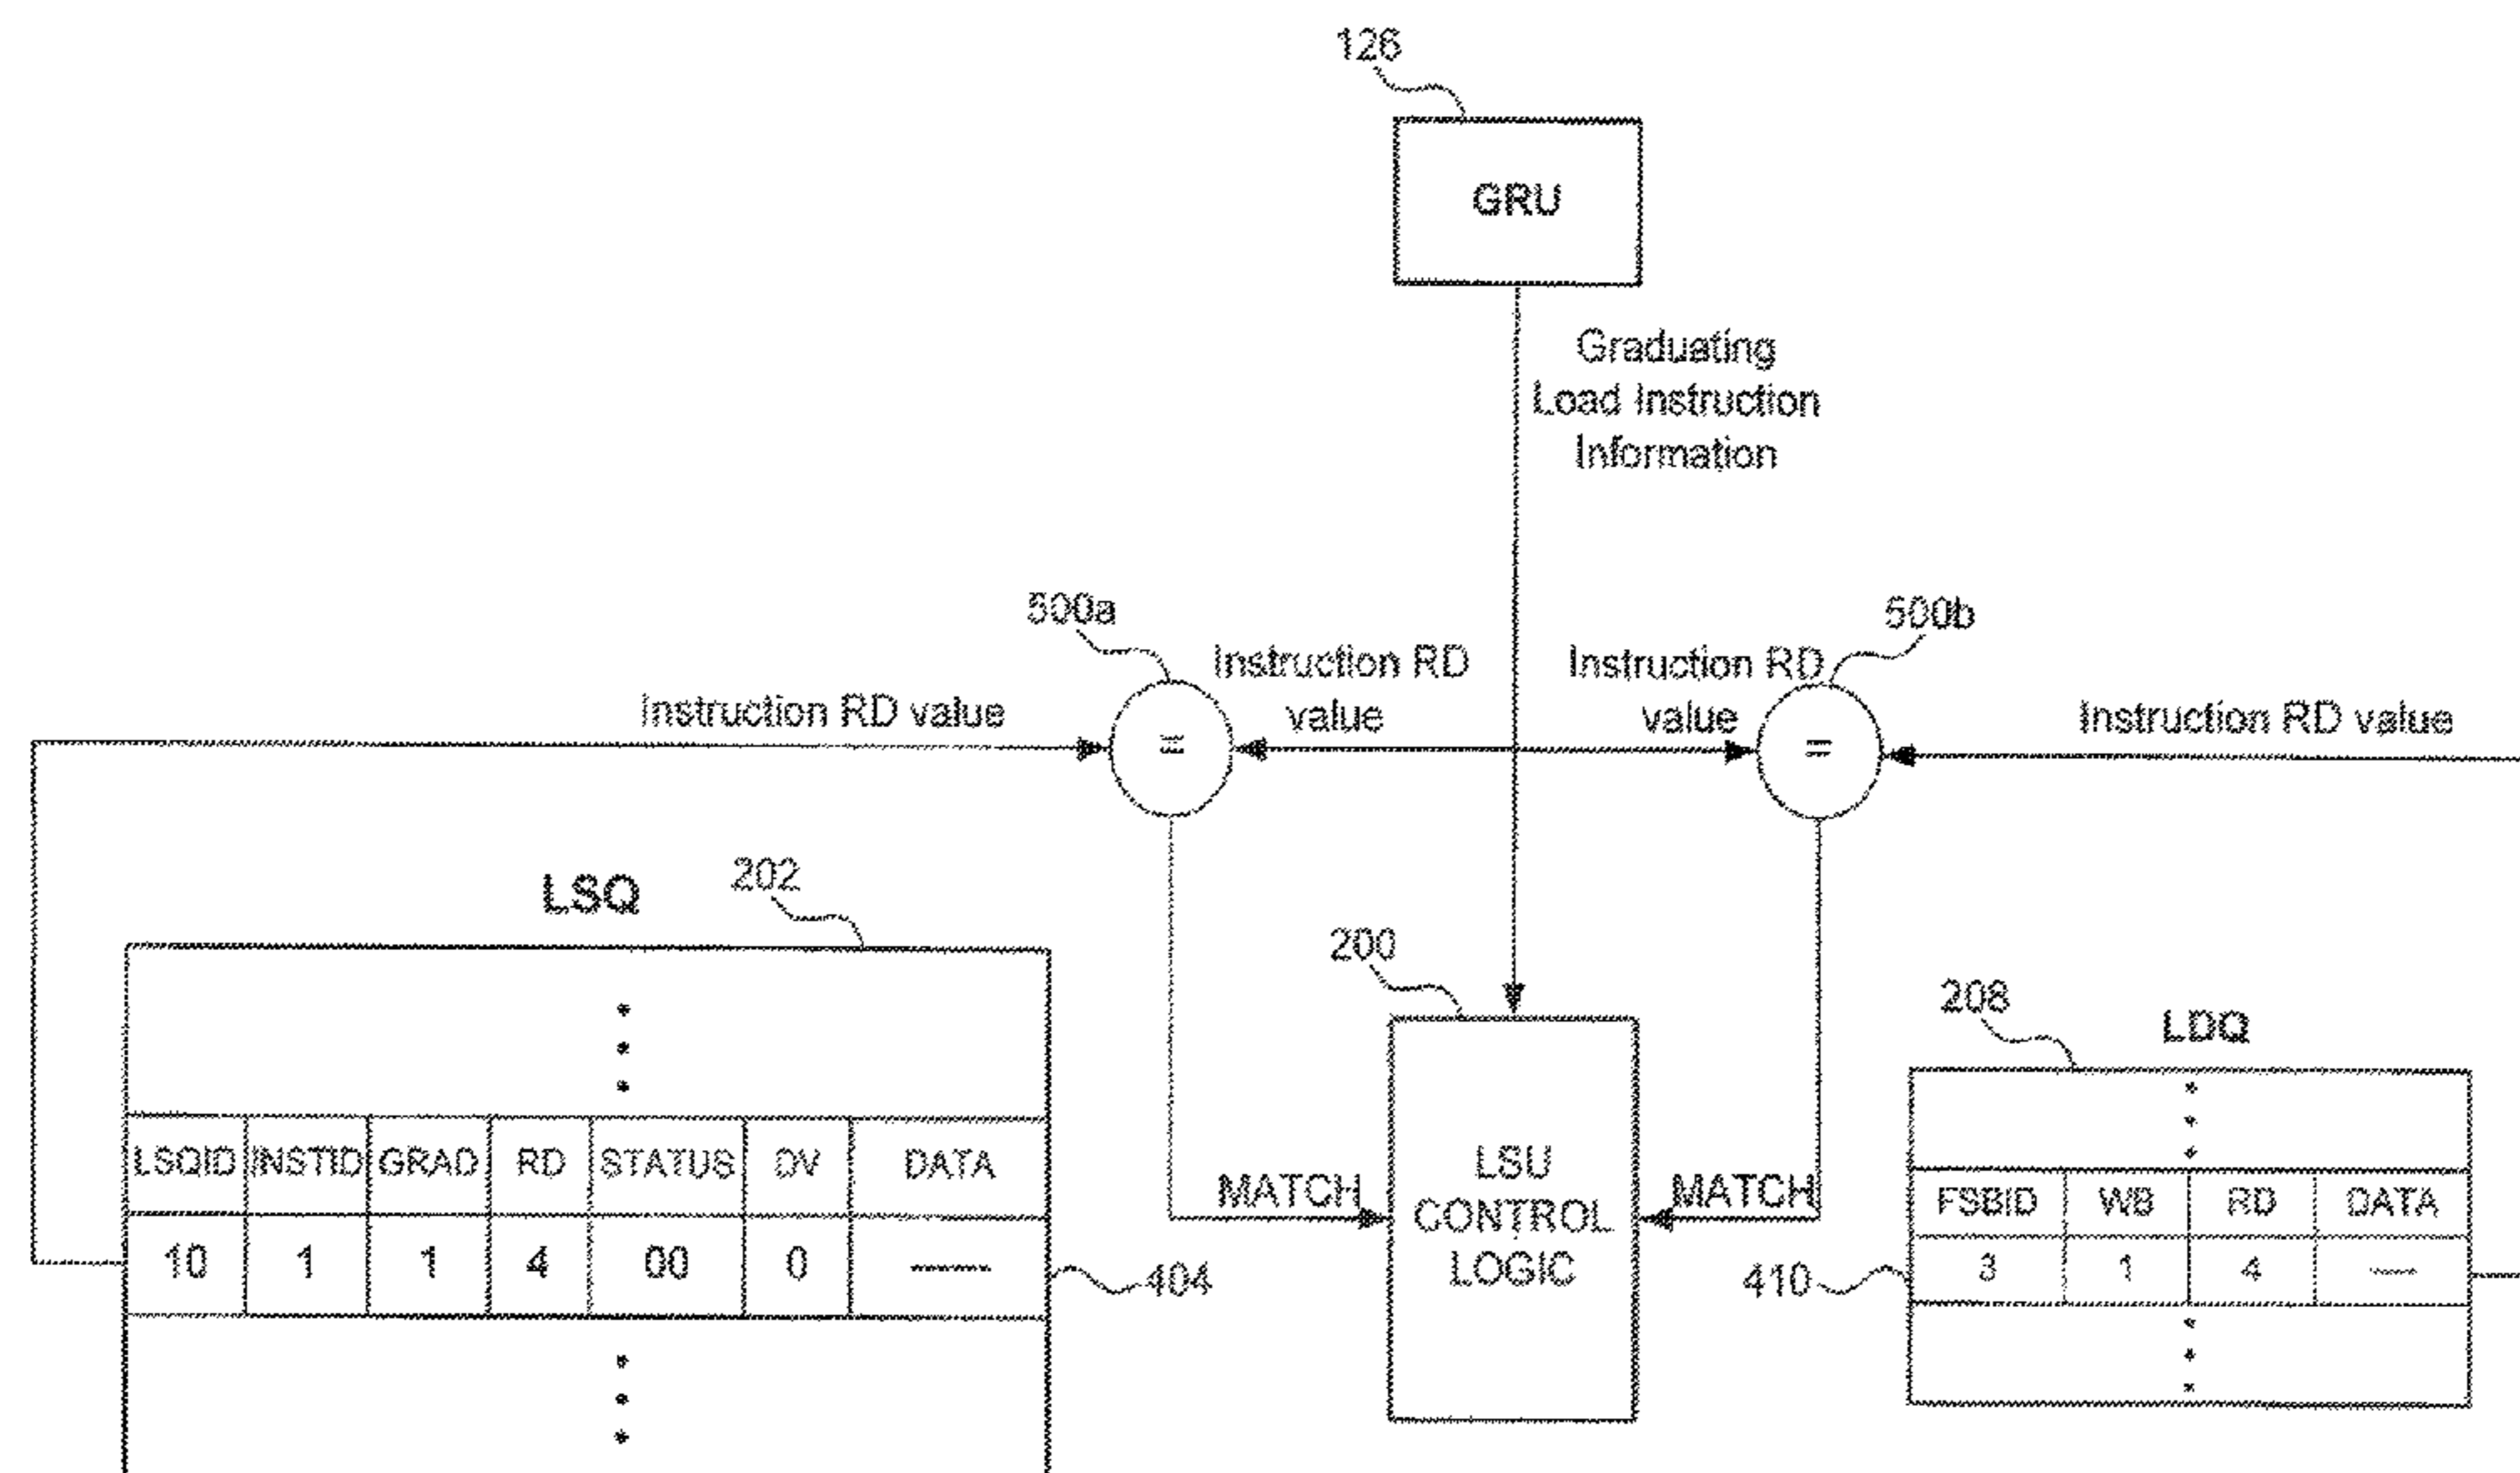 126
GRU
Graduating
Load Instruction
Information
500a
500b
Instruction RD value
Instruction RD
value
Instruction RD
value
Instruction RD value
=
=
LSQ
202
200
208
LDQ
LSQID INSTID GRAD RD STATUS DV DATA
10 1 1 4 00 0
404
MATCH
LSU
CONTROL
LOGIC
MATCH
FSBID WB RD DATA
410
3 1 4